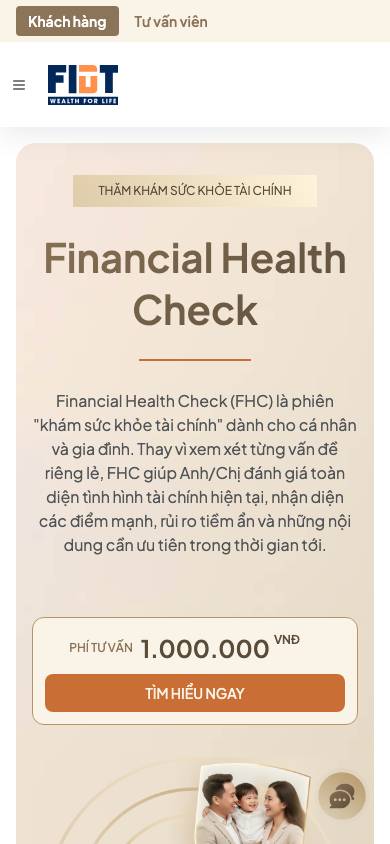 Khách hàng
Tư vấn viên
FIDT
WEALTH FOR LIFE
THĂM KHÁM SỨC KHỎE TÀI CHÍNH
Financial Health
Check
Financial Health Check (FHC) là phiên
"khám sức khỏe tài chính" dành cho cá nhân
và gia đình. Thay vì xem xét từng vấn đề
riêng lẻ, FHC giúp Anh/Chị đánh giá toàn
diện tình hình tài chính hiện tại, nhận diện
các điểm mạnh, rủi ro tiềm ẩn và những nội
dung cần ưu tiên trong thời gian tới.
PHÍ TƯ VẤN 1.000.000 VNĐ
TÌM HIỂU NGAY